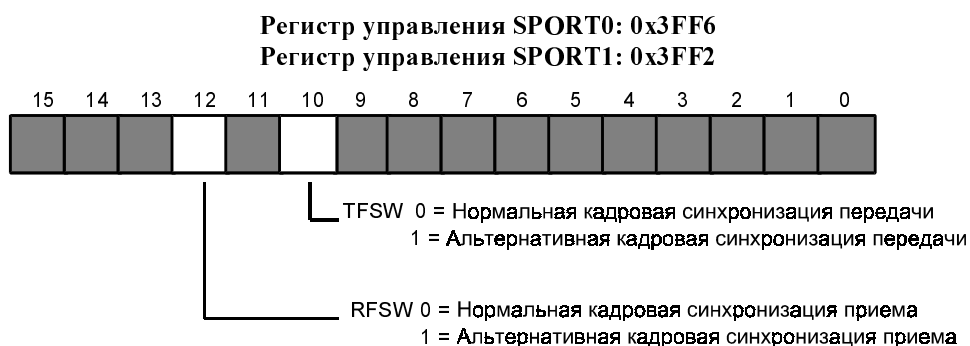 Регистр управления SPORT0: 0x3FF6
Регистр управления SPORT1: 0x3FF2
15 14 13 12 11 10 9 8 7 6 5 4 3 2 1 0
TFSW 0 = Нормальная кадровая синхронизация передачи
1 = Альтернативная кадровая синхронизация передачи
RFSW 0 = Нормальная кадровая синхронизация приема
1 = Альтернативная кадровая синхронизация приема